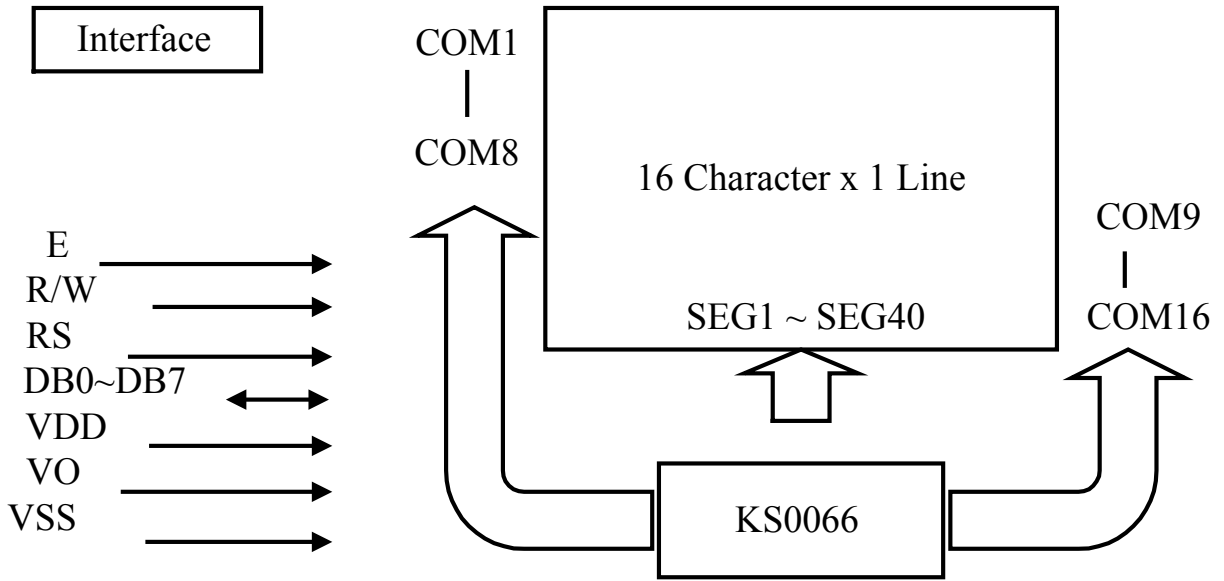 Interface
E
R/W
RS
DB0~DB7
VDD
VO
VSS
COM1
COM8
16 Character x 1 Line
SEG1 ~ SEG40
COM9
COM16
KS0066